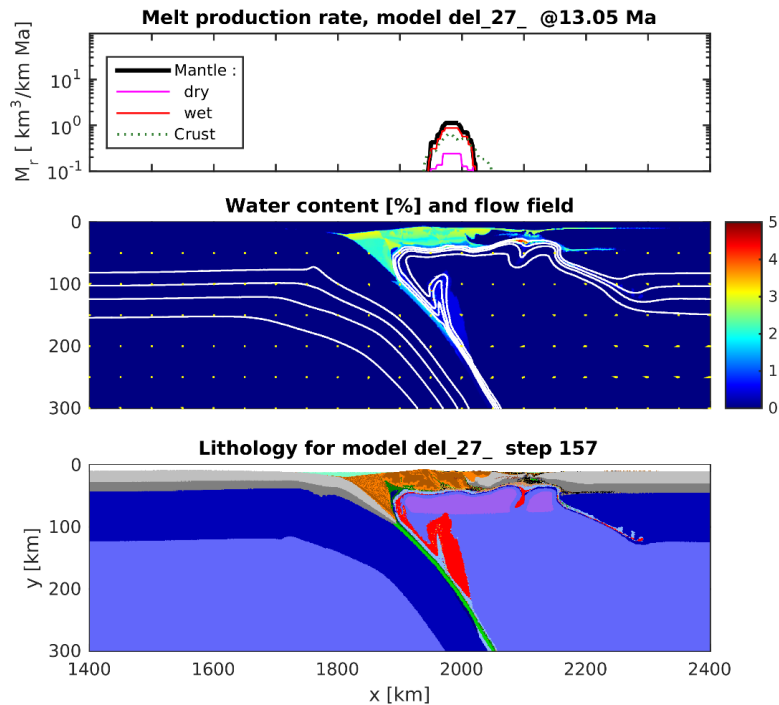 Melt production rate, model del_27_ @13.05 Ma
M_r [ km^3/km Ma]
10^1
10^0
10^-1
Mantle :
dry
wet
Crust
Water content [%] and flow field
0
100
200
300
5
4
3
2
1
0
Lithology for model del_27_ step 157
y [km]
0
100
200
300
1400 1600 1800 2000 2200 2400
x [km]